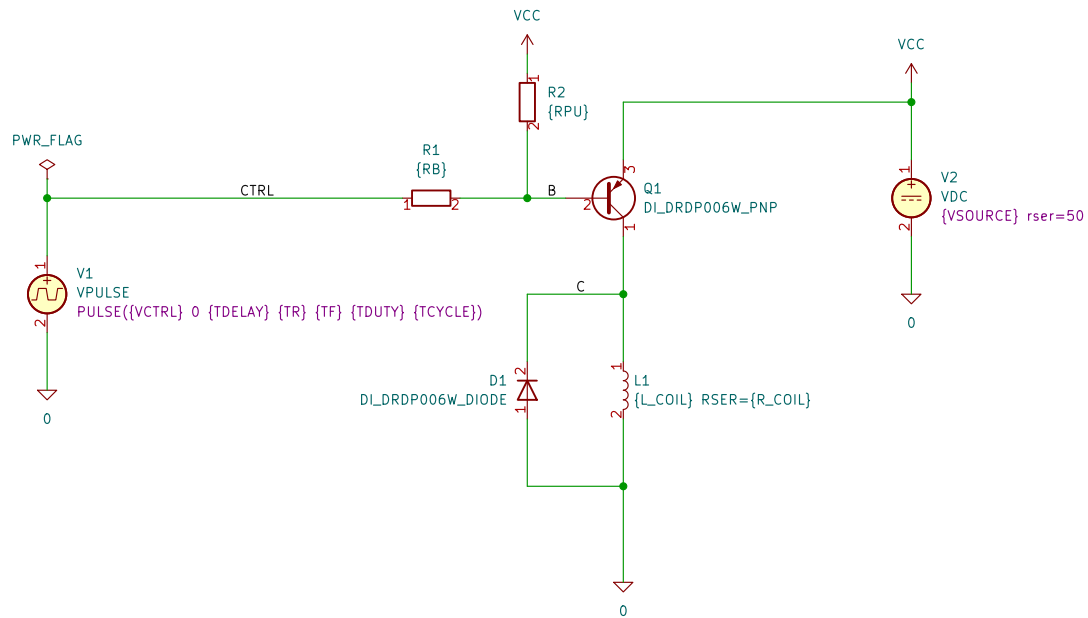 VCC
VCC
1
R2
{RPU}
2
PWR_FLAG
R1
{RB}
3
1
V2
CTRL
B
Q1
VDC
1
2
2
DI_DRDP006W_PNP
{VSOURCE} rser=50
1
2
1
V1
C
VPULSE
PULSE({VCTRL} 0 {TDELAY} {TR} {TF} {TDUTY} {TCYCLE})
2
0
2
1
D1
L1
DI_DRDP006W_DIODE
{L_COIL} RSER={R_COIL}
1
2
0
0